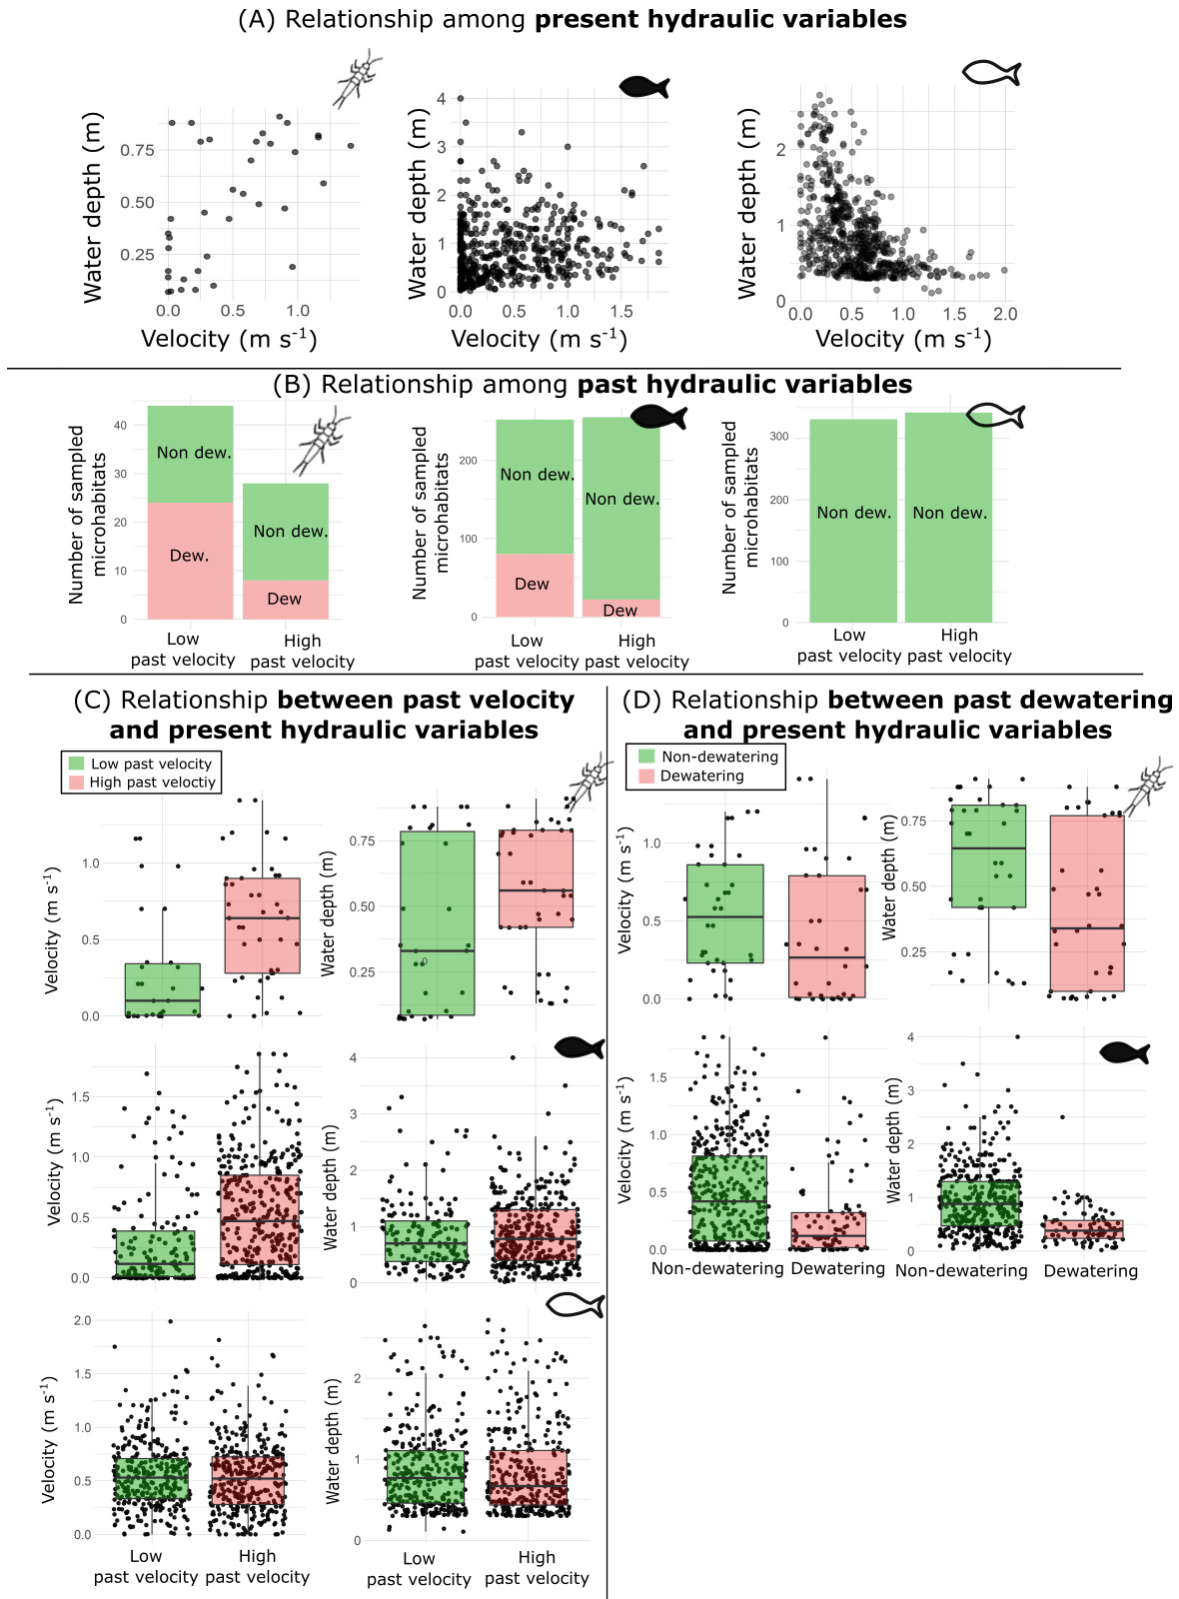 (A) Relationship among present hydraulic variables
Water depth (m)
0.75
0.50
0.25
0.0
0.5
1.0
Velocity (m s-1)
Water depth (m)
4
3
2
1
0
0.0
0.5
1.0
1.5
Velocity (m s-1)
Water depth (m)
2
1
0
0.0
0.5
1.0
1.5
2.0
Velocity (m s-1)
(B) Relationship among past hydraulic variables
Number of sampled
microhabitats
40
30
20
10
0
Non dew.
Dew.
Non dew.
Dew
Low
past velocity
High
past velocity
Number of sampled
microhabitats
200
100
0
Non dew.
Dew
Non dew.
Dew
Low
past velocity
High
past velocity
Number of sampled
microhabitats
300
200
100
0
Non dew.
Non dew.
Low
past velocity
High
past velocity
(C) Relationship between past velocity
and present hydraulic variables
Low past velocity
High past veloctiy
Velocity (m s-1)
1.0
0.5
0.0
Water depth (m)
0.75
0.50
0.25
0
Velocity (m s-1)
1.5
1.0
0.5
0.0
Water depth (m)
4
3
2
1
0
Velocity (m s-1)
2.0
1.5
1.0
0.5
0.0
Low
past velocity
High
past velocity
Water depth (m)
2
1
0
Low
past velocity
High
past velocity
(D) Relationship between past dewatering
and present hydraulic variables
Non-dewatering
Dewatering
Velocity (m s-1)
1.0
0.5
0.0
Water depth (m)
0.75
0.50
0.25
Velocity (m s-1)
1.5
1.0
0.5
0.0
Non-dewatering
Dewatering
Water depth (m)
4
3
2
1
0
Non-dewatering
Dewatering